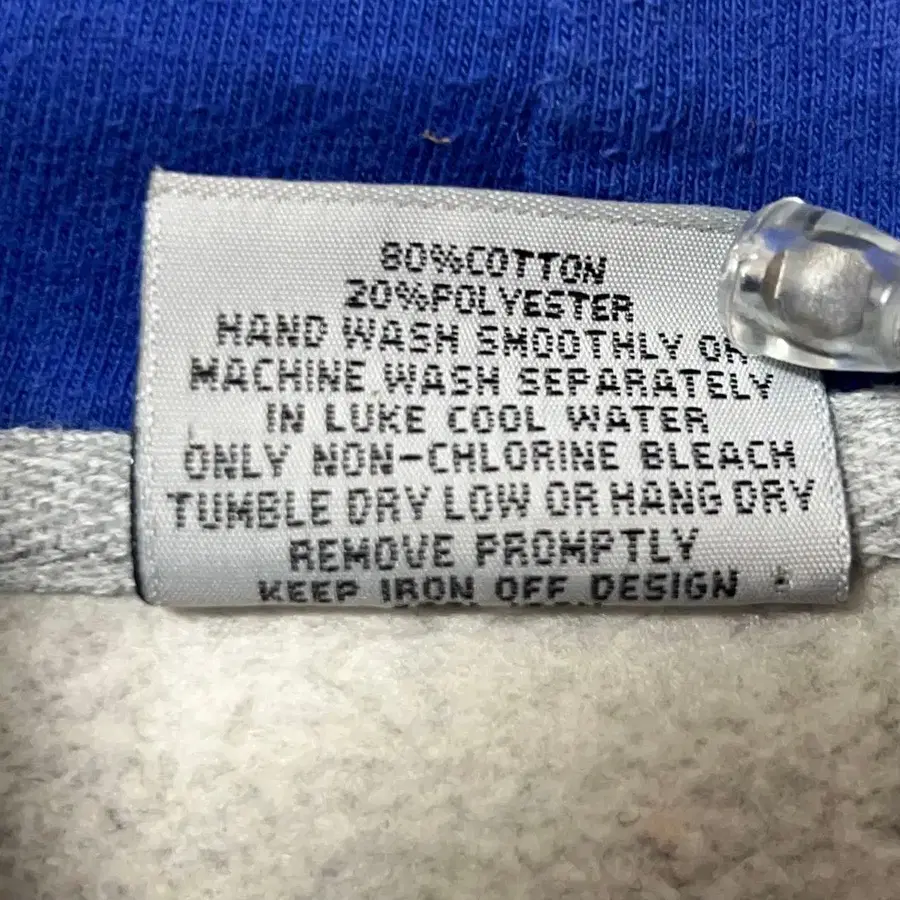 80%COTTON
20%POLYESTER
HAND WASH SMOOTHLY OR
MACHINE WASH SEPARATELY
IN LUKE COOL WATER
ONLY NON-CHLORINE BLEACH
TUMBLE DRY LOW OR HANG DRY
REMOVE PROMPTLY
KEEP IRON OFF DESIGN